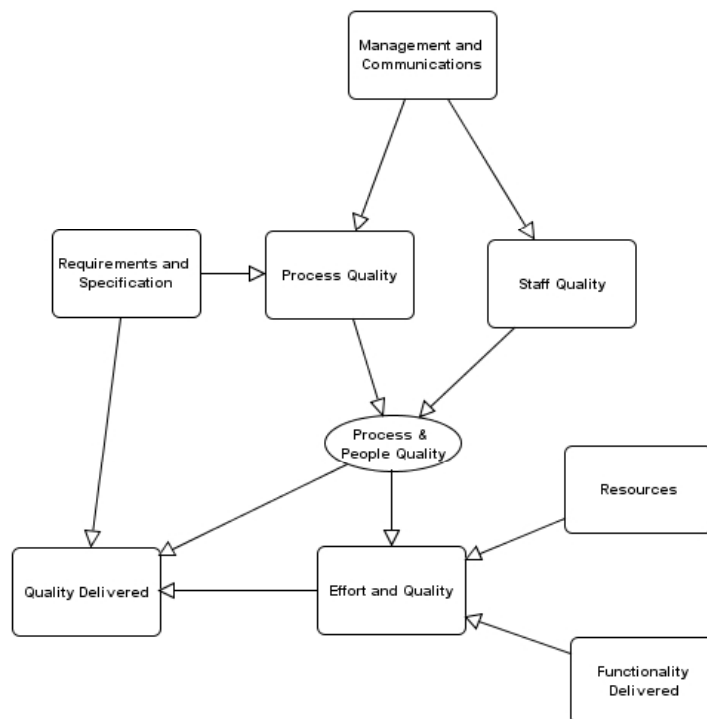 Management and
Communications
Requirements and
Specification
Process Quality
Staff Quality
Process &
People Quality
Resources
Quality Delivered
Effort and Quality
Functionality
Delivered